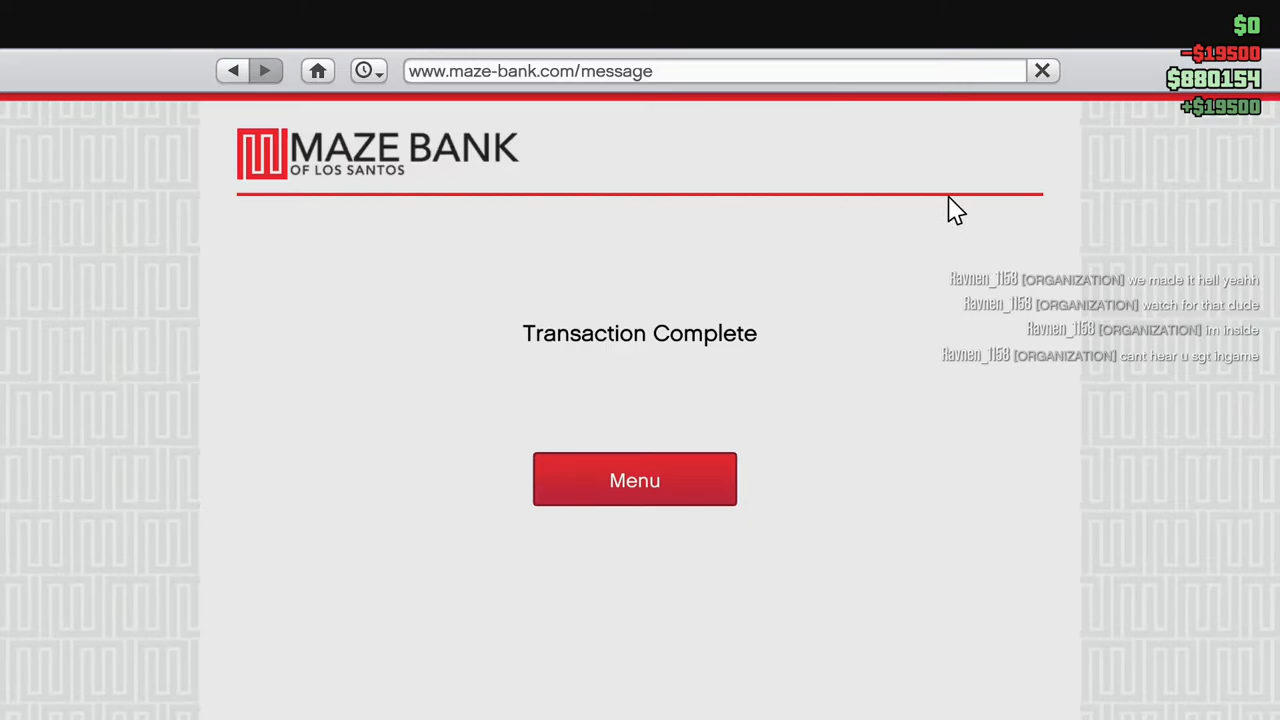 $0
-$19500
www.maze-bank.com/message
$880154
+$19500
MAZE BANK
OF LOS SANTOS
Ravnen_1158 [ORGANIZATION] we made it hell yeahh
Ravnen_1158 [ORGANIZATION] watch for that dude
Ravnen_1158 [ORGANIZATION] im inside
Ravnen_1158 [ORGANIZATION] cant hear u sgt ingame
Transaction Complete
Menu